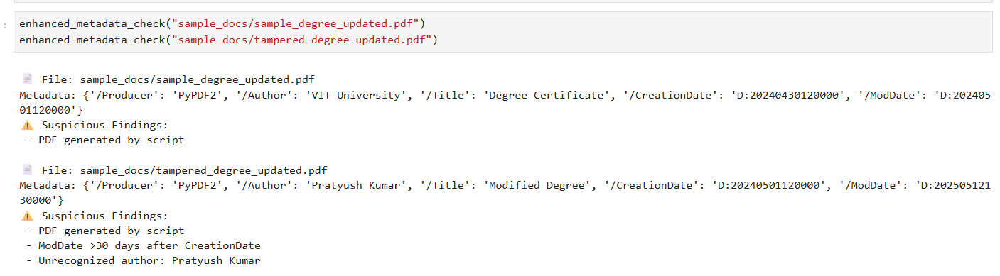 :
enhanced_metadata_check("sample_docs/sample_degree_updated.pdf")
enhanced_metadata_check("sample_docs/tampered_degree_updated.pdf")
📄 File: sample_docs/sample_degree_updated.pdf
Metadata: {'/Producer': 'PyPDF2', '/Author': 'VIT University', '/Title': 'Degree Certificate', '/CreationDate': 'D:20240430120000', '/ModDate': 'D:202405
01120000'}
⚠️ Suspicious Findings:
- PDF generated by script
📄 File: sample_docs/tampered_degree_updated.pdf
Metadata: {'/Producer': 'PyPDF2', '/Author': 'Pratyush Kumar', '/Title': 'Modified Degree', '/CreationDate': 'D:20240501120000', '/ModDate': 'D:202505121
30000'}
⚠️ Suspicious Findings:
- PDF generated by script
- ModDate >30 days after CreationDate
- Unrecognized author: Pratyush Kumar